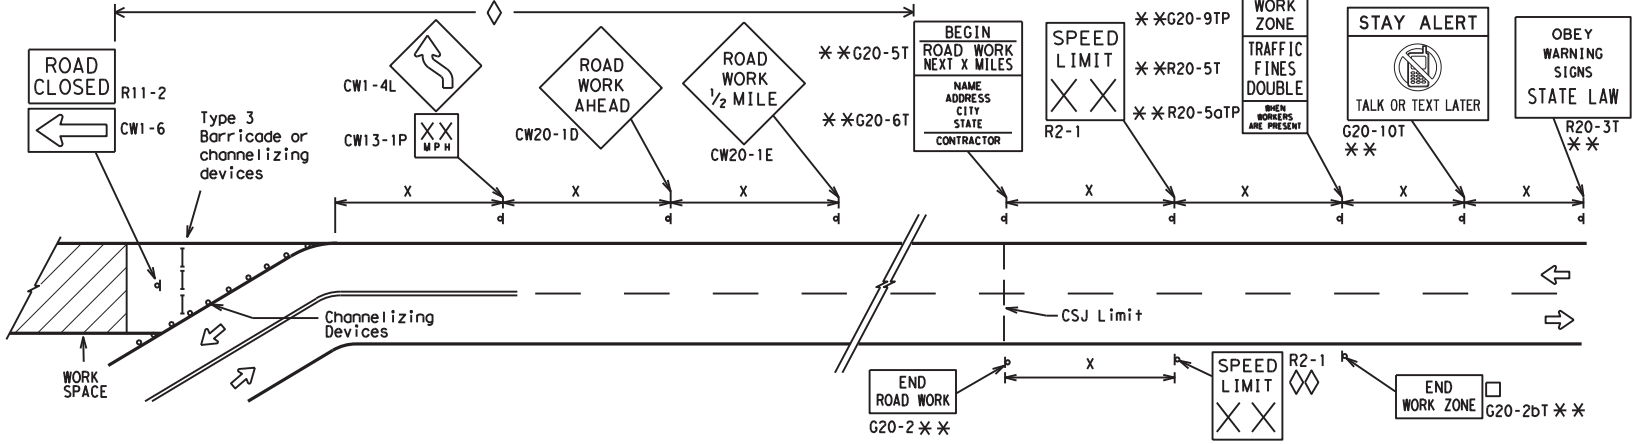 ROAD
CLOSED
R11-2
CW1-6
Type 3
Barricade or
channelizing
devices
CW1-4L
CW13-1P
XX
MPH
ROAD
WORK
AHEAD
CW20-1D
ROAD
WORK
1/2 MILE
CW20-1E
**G20-5T
**G20-6T
BEGIN
ROAD WORK
NEXT X MILES
NAME
ADDRESS
CITY
STATE
CONTRACTOR
SPEED
LIMIT
X X
R2-1
**G20-9TP
**R20-5T
**R20-5aTP
WORK
ZONE
TRAFFIC
FINES
DOUBLE
WHEN
WORKERS
ARE PRESENT
STAY ALERT
TALK OR TEXT LATER
G20-10T
**
OBEY
WARNING
SIGNS
STATE LAW
R20-3T
**
X
X
X
X
X
X
X
Channelizing
Devices
CSJ Limit
WORK
SPACE
END
ROAD WORK
G20-2 **
X
SPEED
LIMIT
X X
R2-1
END
WORK ZONE
G20-2bT **